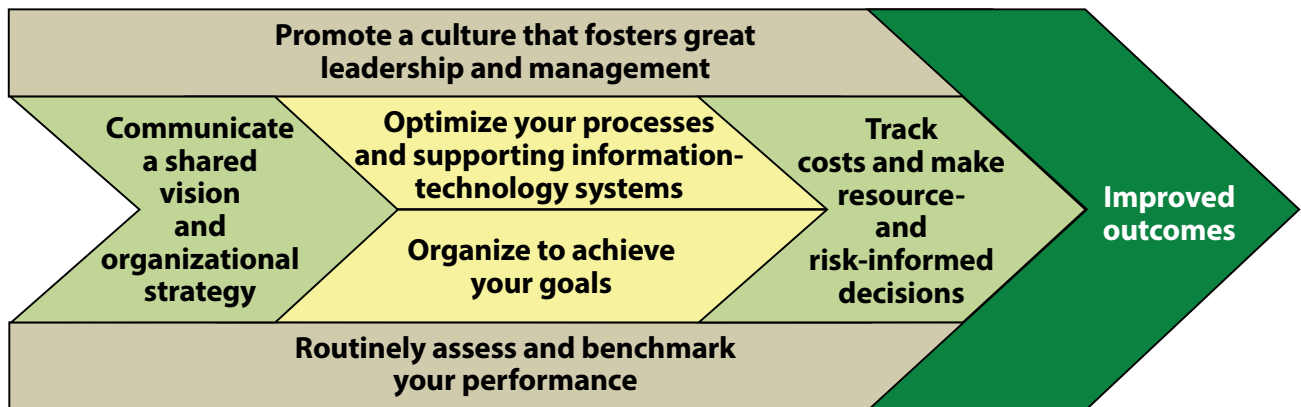 Promote a culture that fosters great
leadership and management
Communicate
a shared
vision
and
organizational
strategy
Optimize your processes
and supporting information-
technology systems
Organize to achieve
your goals
Track
costs and make
resource-
and
risk-informed
decisions
Improved
outcomes
Routinely assess and benchmark
your performance